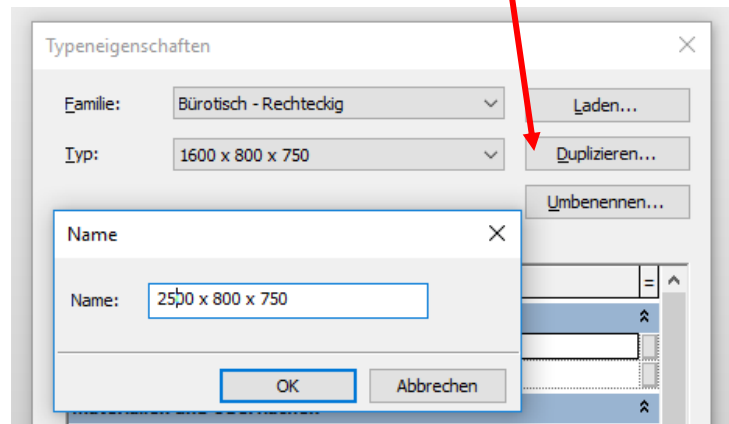 Typeneigenschaften
Familie: Bürotisch - Rechteckig Laden...
Typ: 1600 x 800 x 750 Duplizieren...
Umbenennen...
Name
=
Name: 2500 x 800 x 750
OK Abbrechen